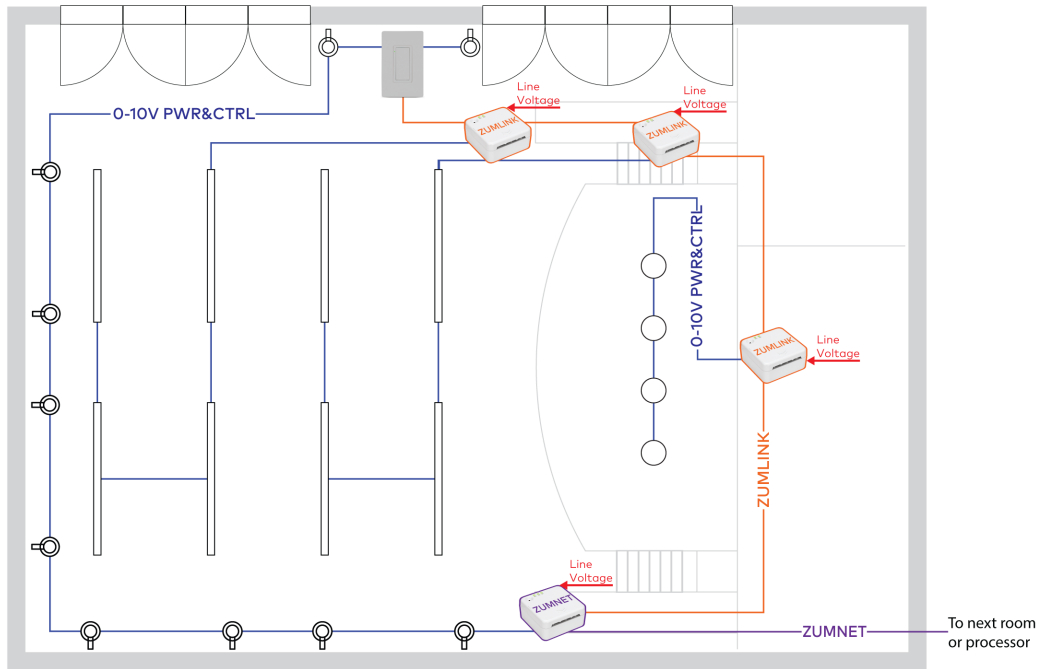 Line
Voltage
Line
Voltage
0-10V PWR&CTRL
ZUMLINK
ZUMLINK
0-10V PWR&CTRL
ZUMLINK
Line
Voltage
ZUMLINK
Line
Voltage
ZUMNET
ZUMNET
To next room
or processor